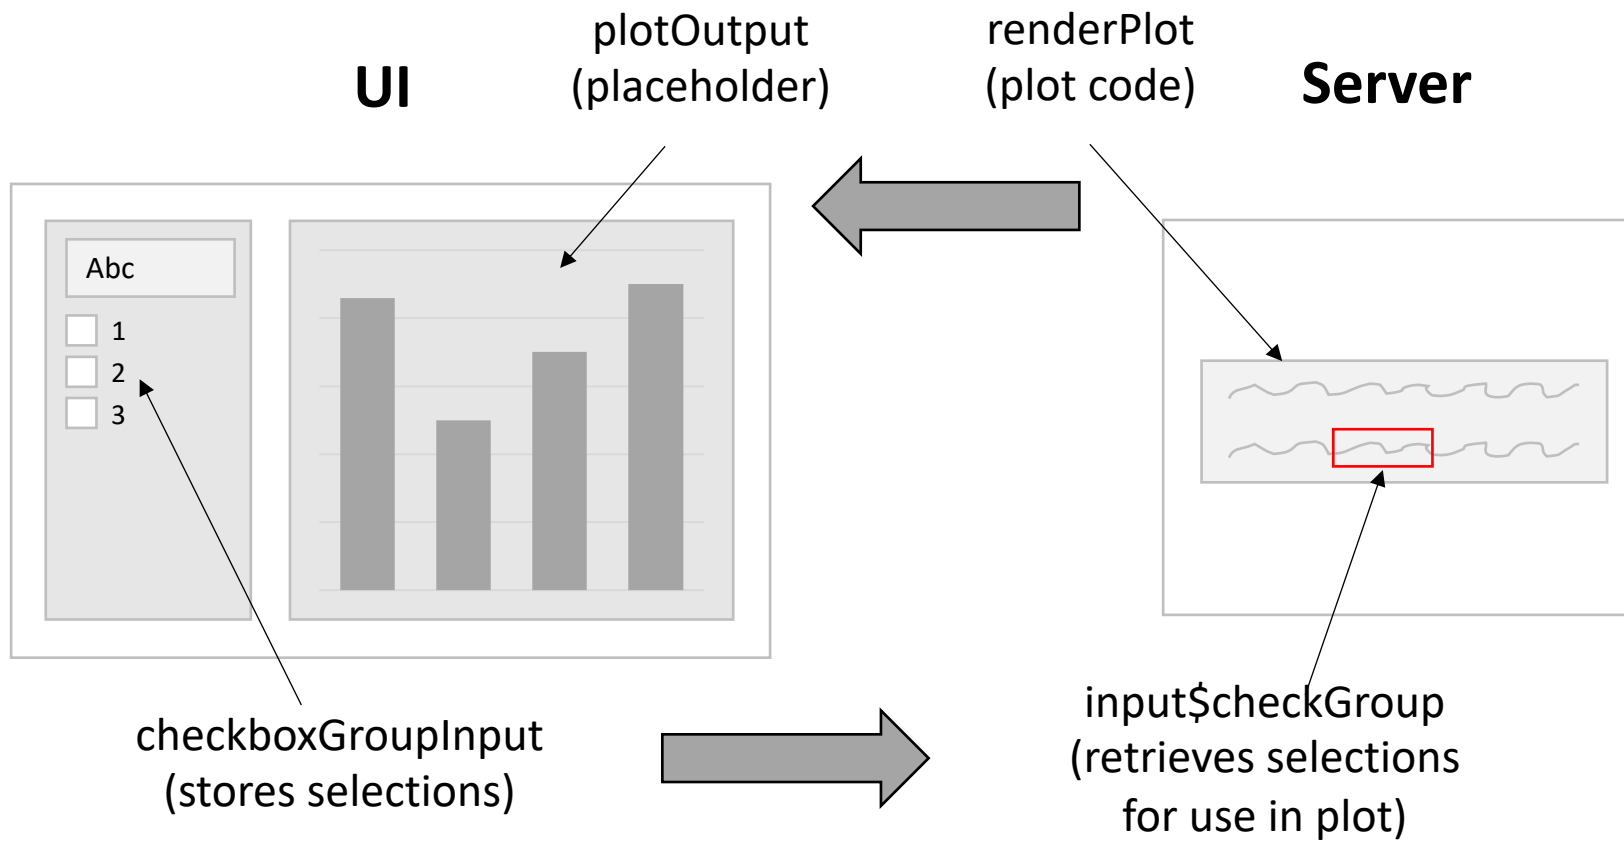 UI
plotOutput
(placeholder)
renderPlot
(plot code)
Server
Abc
1
2
3
checkboxGroupInput
(stores selections)
input$checkGroup
(retrieves selections
for use in plot)